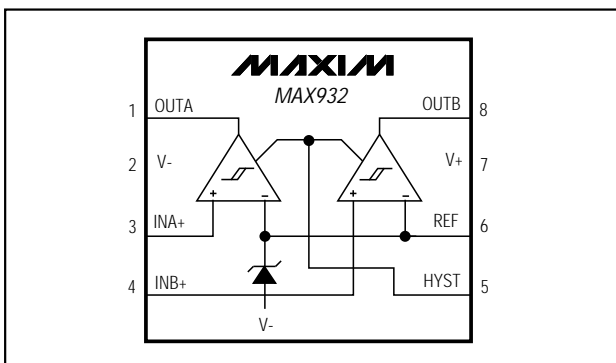 MAXIM
MAX932
1 OUTA
OUTB 8
2 V-
V+ 7
+ - + -
3 INA+
REF 6
4 INB+
HYST 5
V-